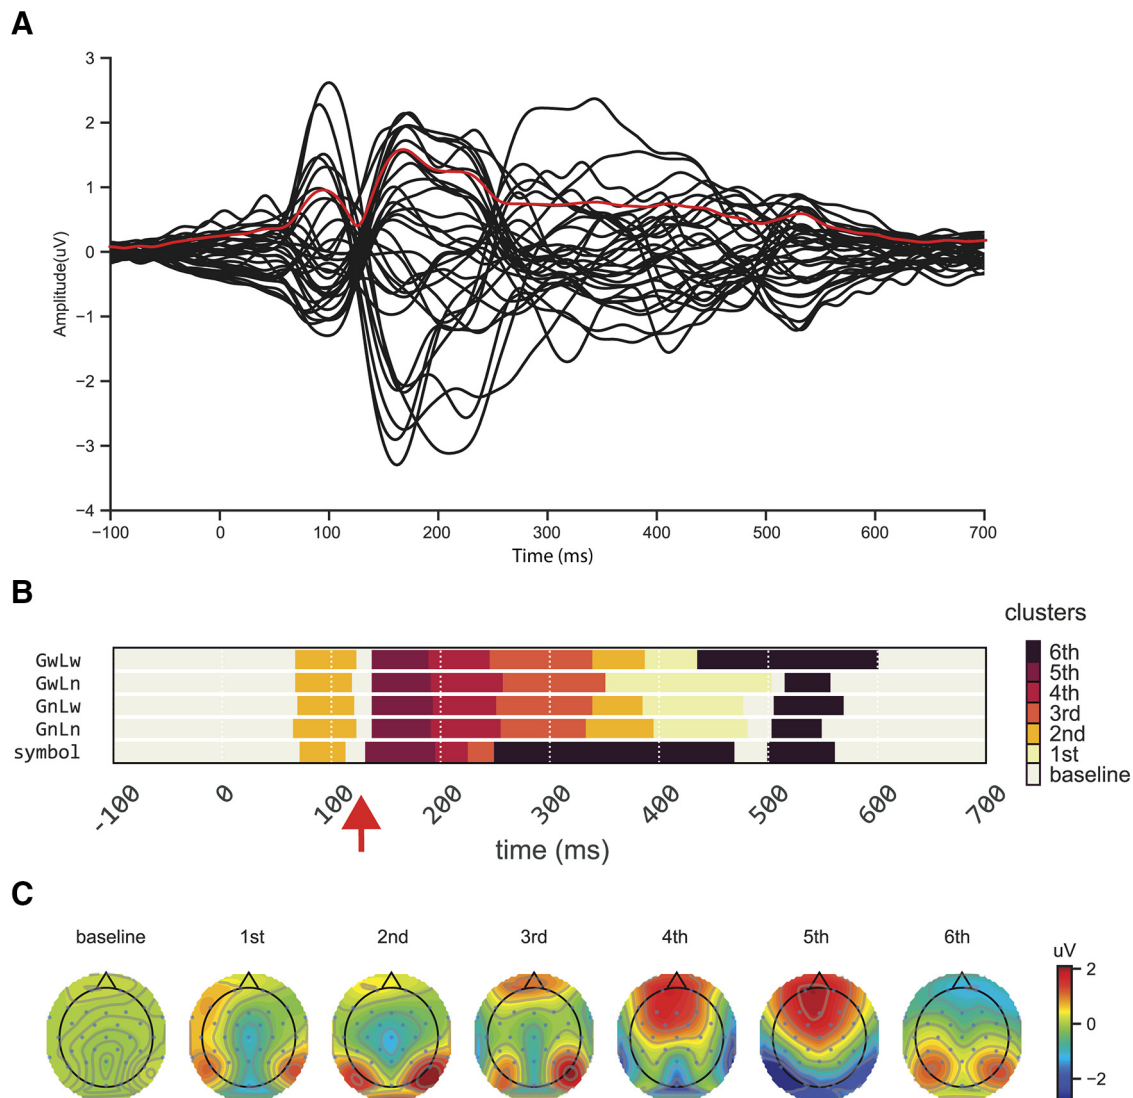 A
3
2
1
0
−1
−2
−3
−4
Amplitude(uV)
−100 0 100 200 300 400 500 600 700
Time (ms)
B
clusters
GwLw
GwLn
GnLw
GnLn
symbol
6th
5th
4th
3rd
2nd
1st
baseline
-100 0 100 200 300 400 500 600 700
time (ms)
C
baseline 1st 2nd 3rd 4th 5th 6th
uV
2
0
−2